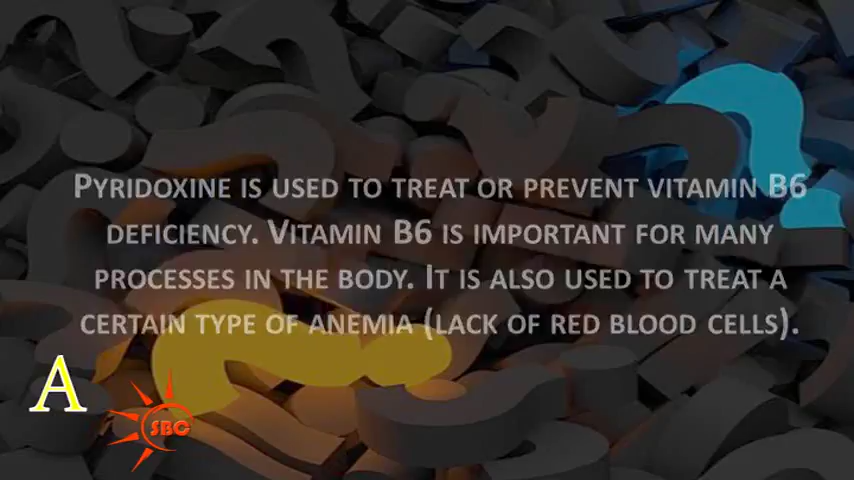 Pyridoxine is used to treat or prevent vitamin B6
deficiency. Vitamin B6 is important for many
processes in the body. It is also used to treat a
certain type of anemia (lack of red blood cells).
A
SBC